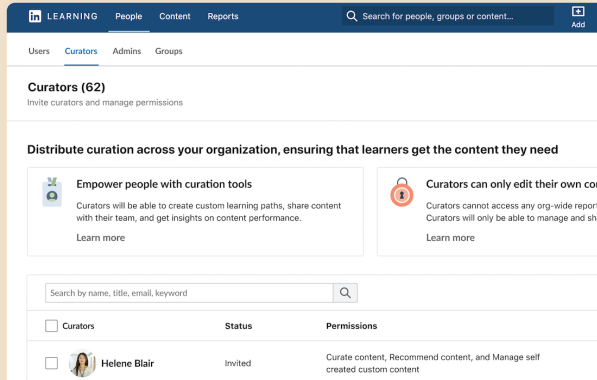 in LEARNING People Content Reports Search for people, groups or content... Add
Users Curators Admins Groups
Curators (62)
Invite curators and manage permissions
Distribute curation across your organization, ensuring that learners get the content they need
Empower people with curation tools
Curators will be able to create custom learning paths, share content
with their team, and get insights on content performance.
Learn more
Curators can only edit their own
Curators cannot access any org-wide
Curators will only be able to manage and
Learn more
Search by name, title, email, keyword
Curators Status Permissions
Helene Blair Invited Curate content, Recommend content, and Manage self
created custom content